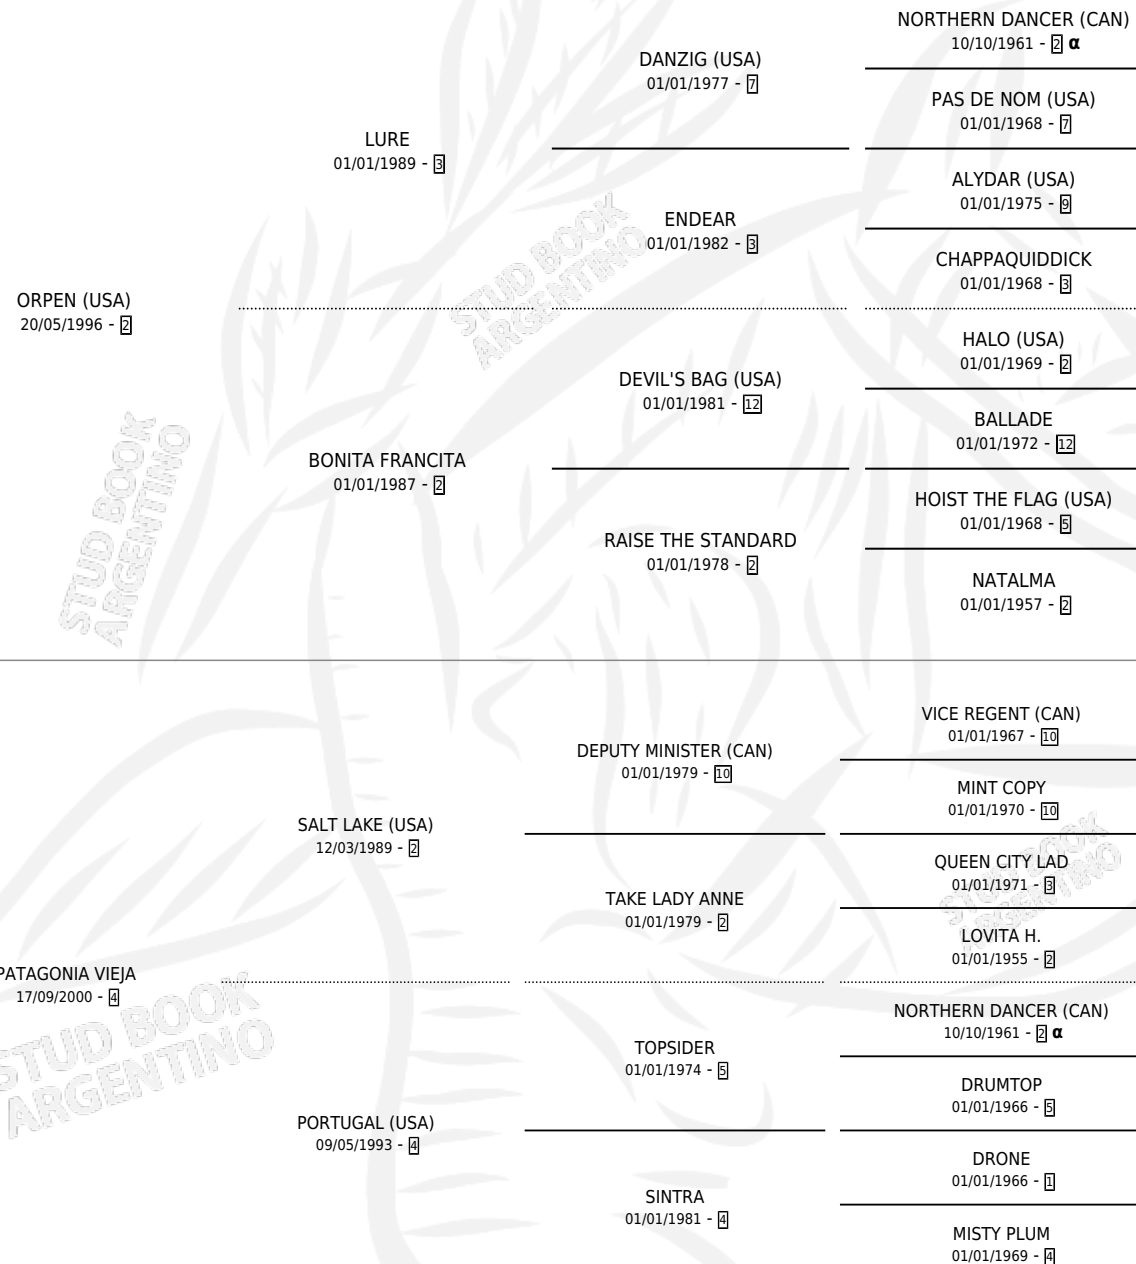 NORTHERN DANCER (CAN)
10/10/1961 - 2 α
DANZIG (USA)
01/01/1977 - 7
PAS DE NOM (USA)
01/01/1968 - 7
LURE
01/01/1989 - 3
ALYDAR (USA)
01/01/1975 - 9
ENDEAR
01/01/1982 - 3
CHAPPAQUIDDICK
01/01/1968 - 3
STUD BOOK
ARGENTINO
ORPEN (USA)
20/05/1996 - 2
HALO (USA)
01/01/1969 - 2
DEVIL'S BAG (USA)
01/01/1981 - 12
BALLADE
01/01/1972 - 12
BONITA FRANCITA
01/01/1987 - 2
HOIST THE FLAG (USA)
01/01/1968 - 5
RAISE THE STANDARD
01/01/1978 - 2
NATALMA
01/01/1957 - 2
STUD BOOK
ARGENTINO
VICE REGENT (CAN)
01/01/1967 - 10
DEPUTY MINISTER (CAN)
01/01/1979 - 10
MINT COPY
01/01/1970 - 10
SALT LAKE (USA)
12/03/1989 - 2
QUEEN CITY LAD
01/01/1971 - 3
TAKE LADY ANNE
01/01/1979 - 2
LOVITA H.
01/01/1955 - 2
STUD BOOK
ARGENTINO
PATAGONIA VIEJA
17/09/2000 - 4
NORTHERN DANCER (CAN)
10/10/1961 - 2 α
TOPSIDER
01/01/1974 - 5
DRUMTOP
01/01/1966 - 5
PORTUGAL (USA)
09/05/1993 - 4
DRONE
01/01/1966 - 1
SINTRA
01/01/1981 - 4
MISTY PLUM
01/01/1969 - 4
STUD BOOK
ARGENTINO